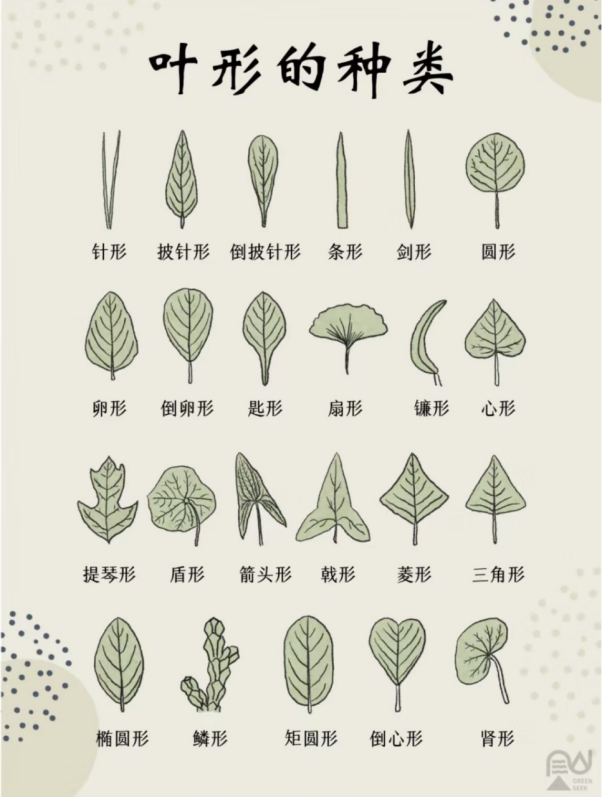 叶形的种类
针形 披针形 倒披针形 条形 剑形 圆形
卵形 倒卵形 匙形 扇形 镰形 心形
提琴形 盾形 箭头形 戟形 菱形 三角形
椭圆形 鳞形 矩圆形 倒心形 肾形
GREEN
GEEK